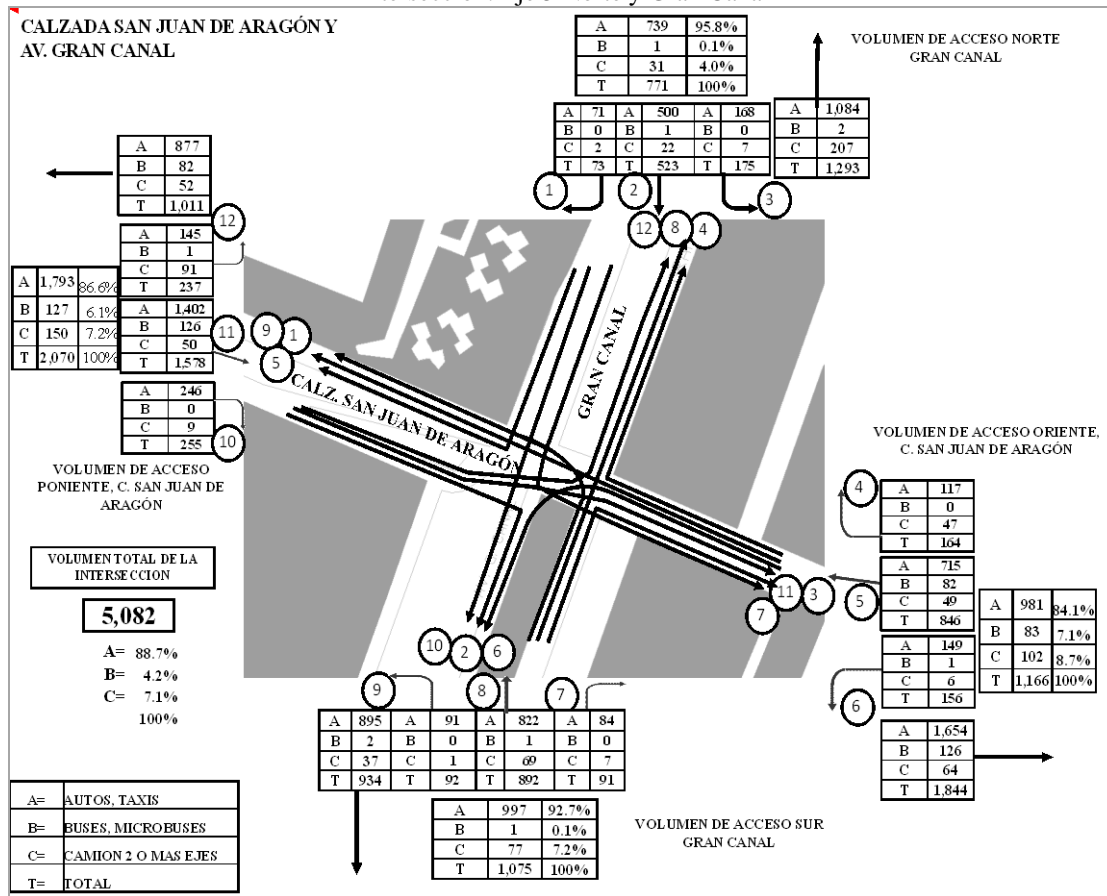 CALZADA SAN JUAN DE ARAGÓN Y
AV. GRAN CANAL
A 739 95.8%
B 1 0.1%
C 31 4.0%
T 771 100%
VOLUMEN DE ACCESO NORTE
GRAN CANAL
A 71 A 500 A 168
B 0 B 1 B 0
C 2 C 22 C 7
T 73 T 523 T 175
A 1,084
B 2
C 207
T 1,293
1 2 3
A 877
B 82
C 52
T 1,011
12
A 145
B 1
C 91
T 237
A 1,793 86.6%
B 127 6.1%
C 150 7.2%
T 2,070 100%
A 1,402
B 126
C 50
T 1,578
11
A 246
B 0
C 9
T 255
10
VOLUMEN DE ACCESO
PONIENTE, C. SAN JUAN DE
ARAGÓN
12 8 4
9 1
5
GRAN CANAL
CALZ. SAN JUAN DE ARAGÓN
7 11 3
10 2 6
VOLUMEN DE ACCESO ORIENTE,
C. SAN JUAN DE ARAGÓN
4
A 117
B 0
C 47
T 164
5
A 715
B 82
C 49
T 846
A 981 84.1%
B 83 7.1%
C 102 8.7%
T 1,166 100%
6
A 149
B 1
C 6
T 156
A 1,654
B 126
C 64
T 1,844
VOLUMEN TOTAL DE LA
INTERSECCION
5,082
A= 88.7%
B= 4.2%
C= 7.1%
100%
9 8 7
A 895 A 91 A 822 A 84
B 2 B 0 B 1 B 0
C 37 C 1 C 69 C 7
T 934 T 92 T 892 T 91
A 997 92.7%
B 1 0.1%
C 77 7.2%
T 1,075 100%
VOLUMEN DE ACCESO SUR
GRAN CANAL
A= AUTOS, TAXIS
B= BUSES, MICROBUSES
C= CAMION 2 O MAS EJES
T= TOTAL